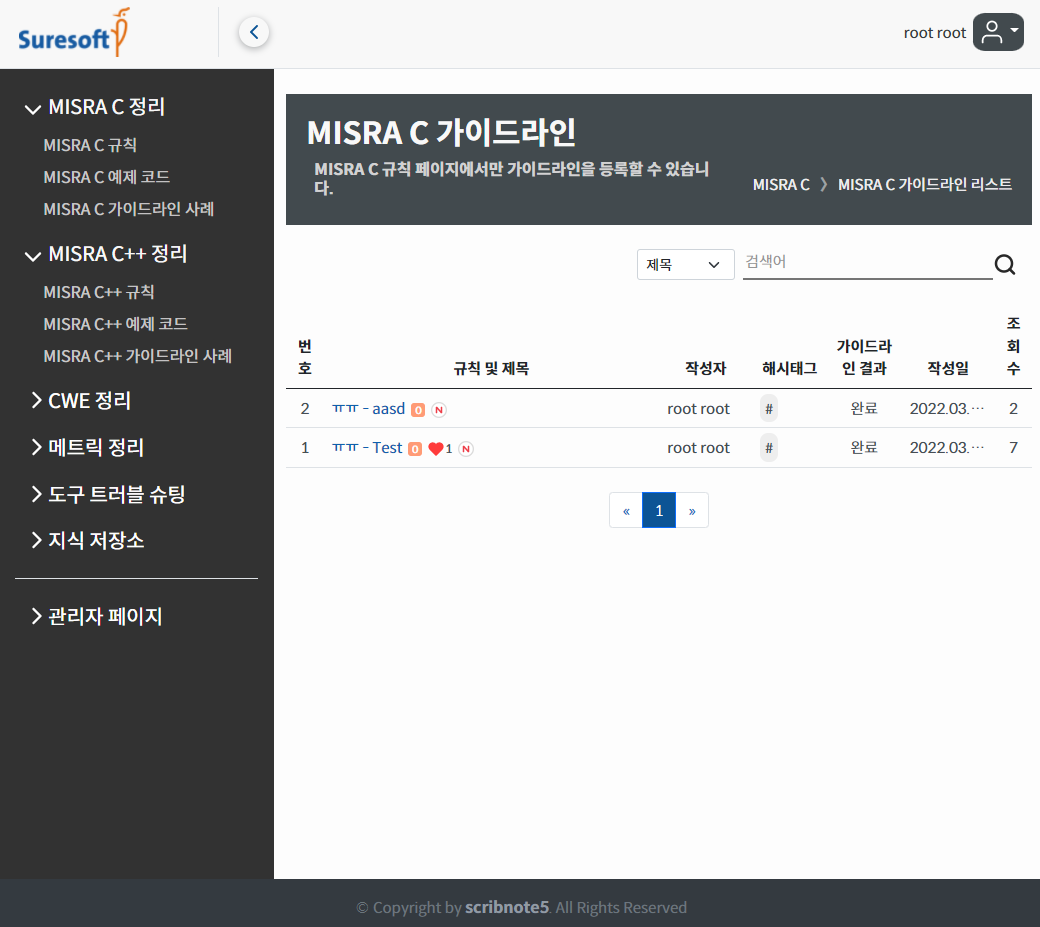 Suresoft
root root
MISRA C 정리
MISRA C 규칙
MISRA C 예제 코드
MISRA C 가이드라인 사례
MISRA C++ 정리
MISRA C++ 규칙
MISRA C++ 예제 코드
MISRA C++ 가이드라인 사례
CWE 정리
메트릭 정리
도구 트러블 슈팅
지식 저장소
관리자 페이지
MISRA C 가이드라인
MISRA C 규칙 페이지에서만 가이드라인을 등록할 수 있습니
다.
MISRA C 》 MISRA C 가이드라인 리스트
제목 검색어
번호 규칙 및 제목 작성자 해시태그 가이드라인 결과 작성일 조회수
2 ㅠㅠ - aasd 0 N root root # 완료 2022.03.… 2
1 ㅠㅠ - Test 0 1 N root root # 완료 2022.03.… 7
« 1 »
© Copyright by scribnote5. All Rights Reserved